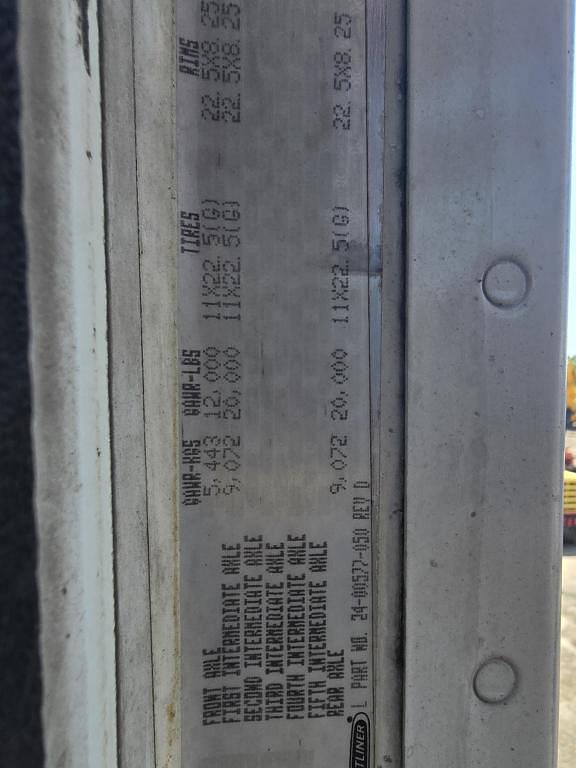 GAWR-KGS GAWR-LBS TIRES RIMS
FRONT AXLE 5,443 12,000 11X22.5(G) 22.5X8.25
FIRST INTERMEDIATE AXLE 9,072 20,000 11X22.5(G) 22.5X8.25
SECOND INTERMEDIATE AXLE
THIRD INTERMEDIATE AXLE
FOURTH INTERMEDIATE AXLE
FIFTH INTERMEDIATE AXLE
REAR AXLE 9,072 20,000 11X22.5(G) 22.5X8.25
TLINER L PART NO. 24-00577-050 REV D